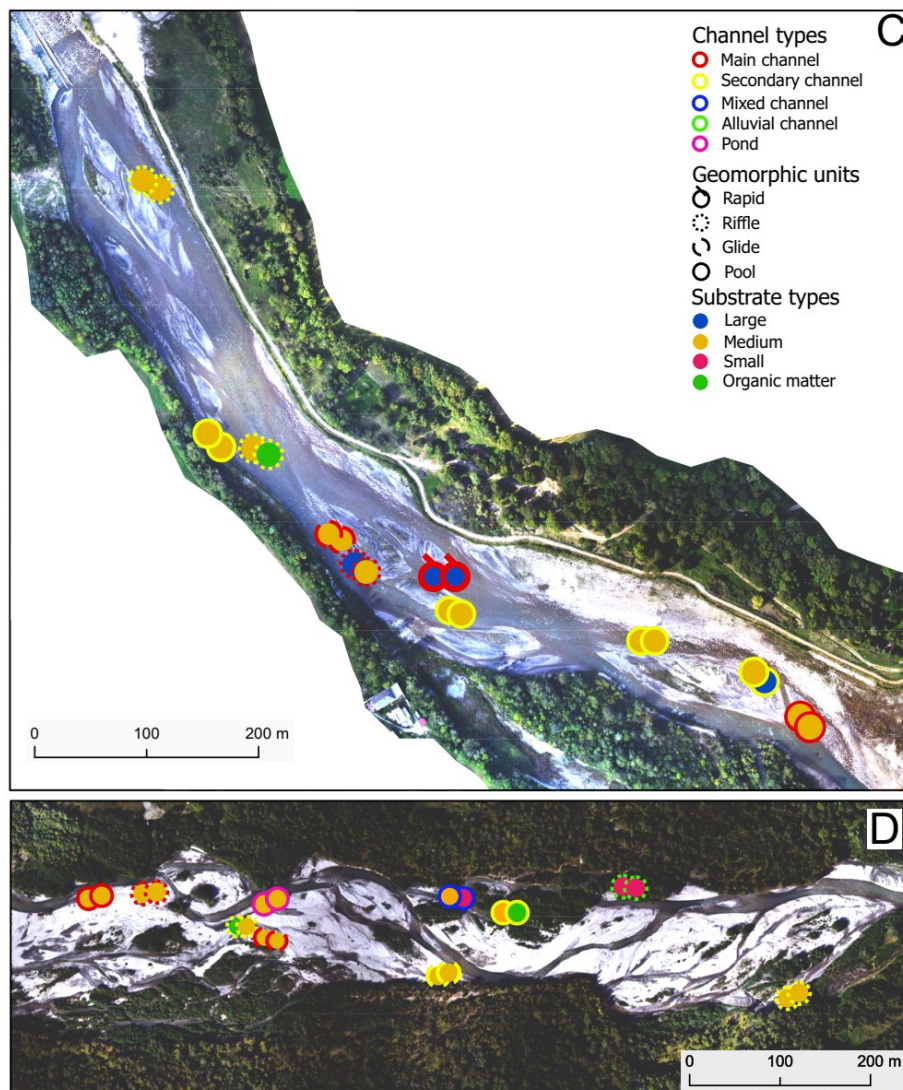 C
Channel types
Main channel
Secondary channel
Mixed channel
Alluvial channel
Pond
Geomorphic units
Rapid
Riffle
Glide
Pool
Substrate types
Large
Medium
Small
Organic matter
0 100 200 m
D
0 100 200 m